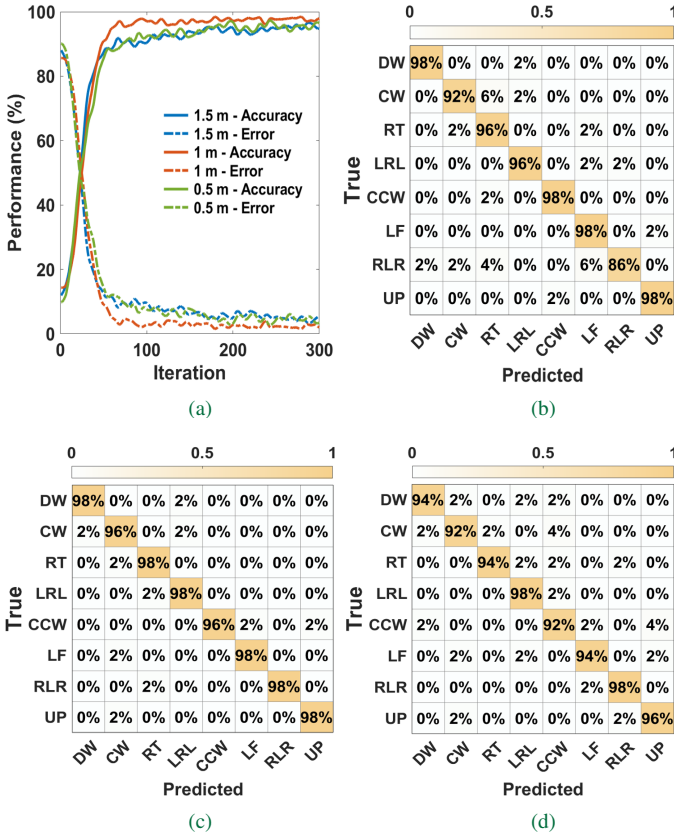 100
80
60
40
20
0
Performance (%)
1.5 m - Accuracy
1.5 m - Error
1 m - Accuracy
1 m - Error
0.5 m - Accuracy
0.5 m - Error
0 100 200 300
Iteration
(a)
0 0.5 1
DW 98% 0% 0% 2% 0% 0% 0% 0%
CW 0% 92% 6% 2% 0% 0% 0% 0%
RT 0% 2% 96% 0% 0% 2% 0% 0%
LRL 0% 0% 0% 96% 0% 2% 2% 0%
CCW 0% 0% 2% 0% 98% 0% 0% 0%
LF 0% 0% 0% 0% 0% 98% 0% 2%
RLR 2% 2% 4% 0% 0% 6% 86% 0%
UP 0% 0% 0% 0% 2% 0% 0% 98%
True
DW CW RT LRL CCW LF RLR UP
Predicted
(b)
0 0.5 1
DW 98% 0% 0% 2% 0% 0% 0% 0%
CW 2% 96% 0% 2% 0% 0% 0% 0%
RT 0% 2% 98% 0% 0% 0% 0% 0%
LRL 0% 0% 2% 98% 0% 0% 0% 0%
CCW 0% 0% 0% 0% 96% 2% 0% 2%
LF 0% 2% 0% 0% 0% 98% 0% 0%
RLR 0% 0% 2% 0% 0% 0% 98% 0%
UP 0% 2% 0% 0% 0% 0% 0% 98%
True
DW CW RT LRL CCW LF RLR UP
Predicted
(c)
0 0.5 1
DW 94% 2% 0% 2% 2% 0% 0% 0%
CW 2% 92% 2% 0% 4% 0% 0% 0%
RT 0% 0% 94% 2% 2% 0% 2% 0%
LRL 0% 0% 0% 98% 2% 0% 0% 0%
CCW 2% 0% 0% 0% 92% 2% 0% 4%
LF 0% 2% 0% 2% 0% 94% 0% 2%
RLR 0% 0% 0% 0% 0% 2% 98% 0%
UP 0% 2% 0% 0% 0% 0% 2% 96%
True
DW CW RT LRL CCW LF RLR UP
Predicted
(d)